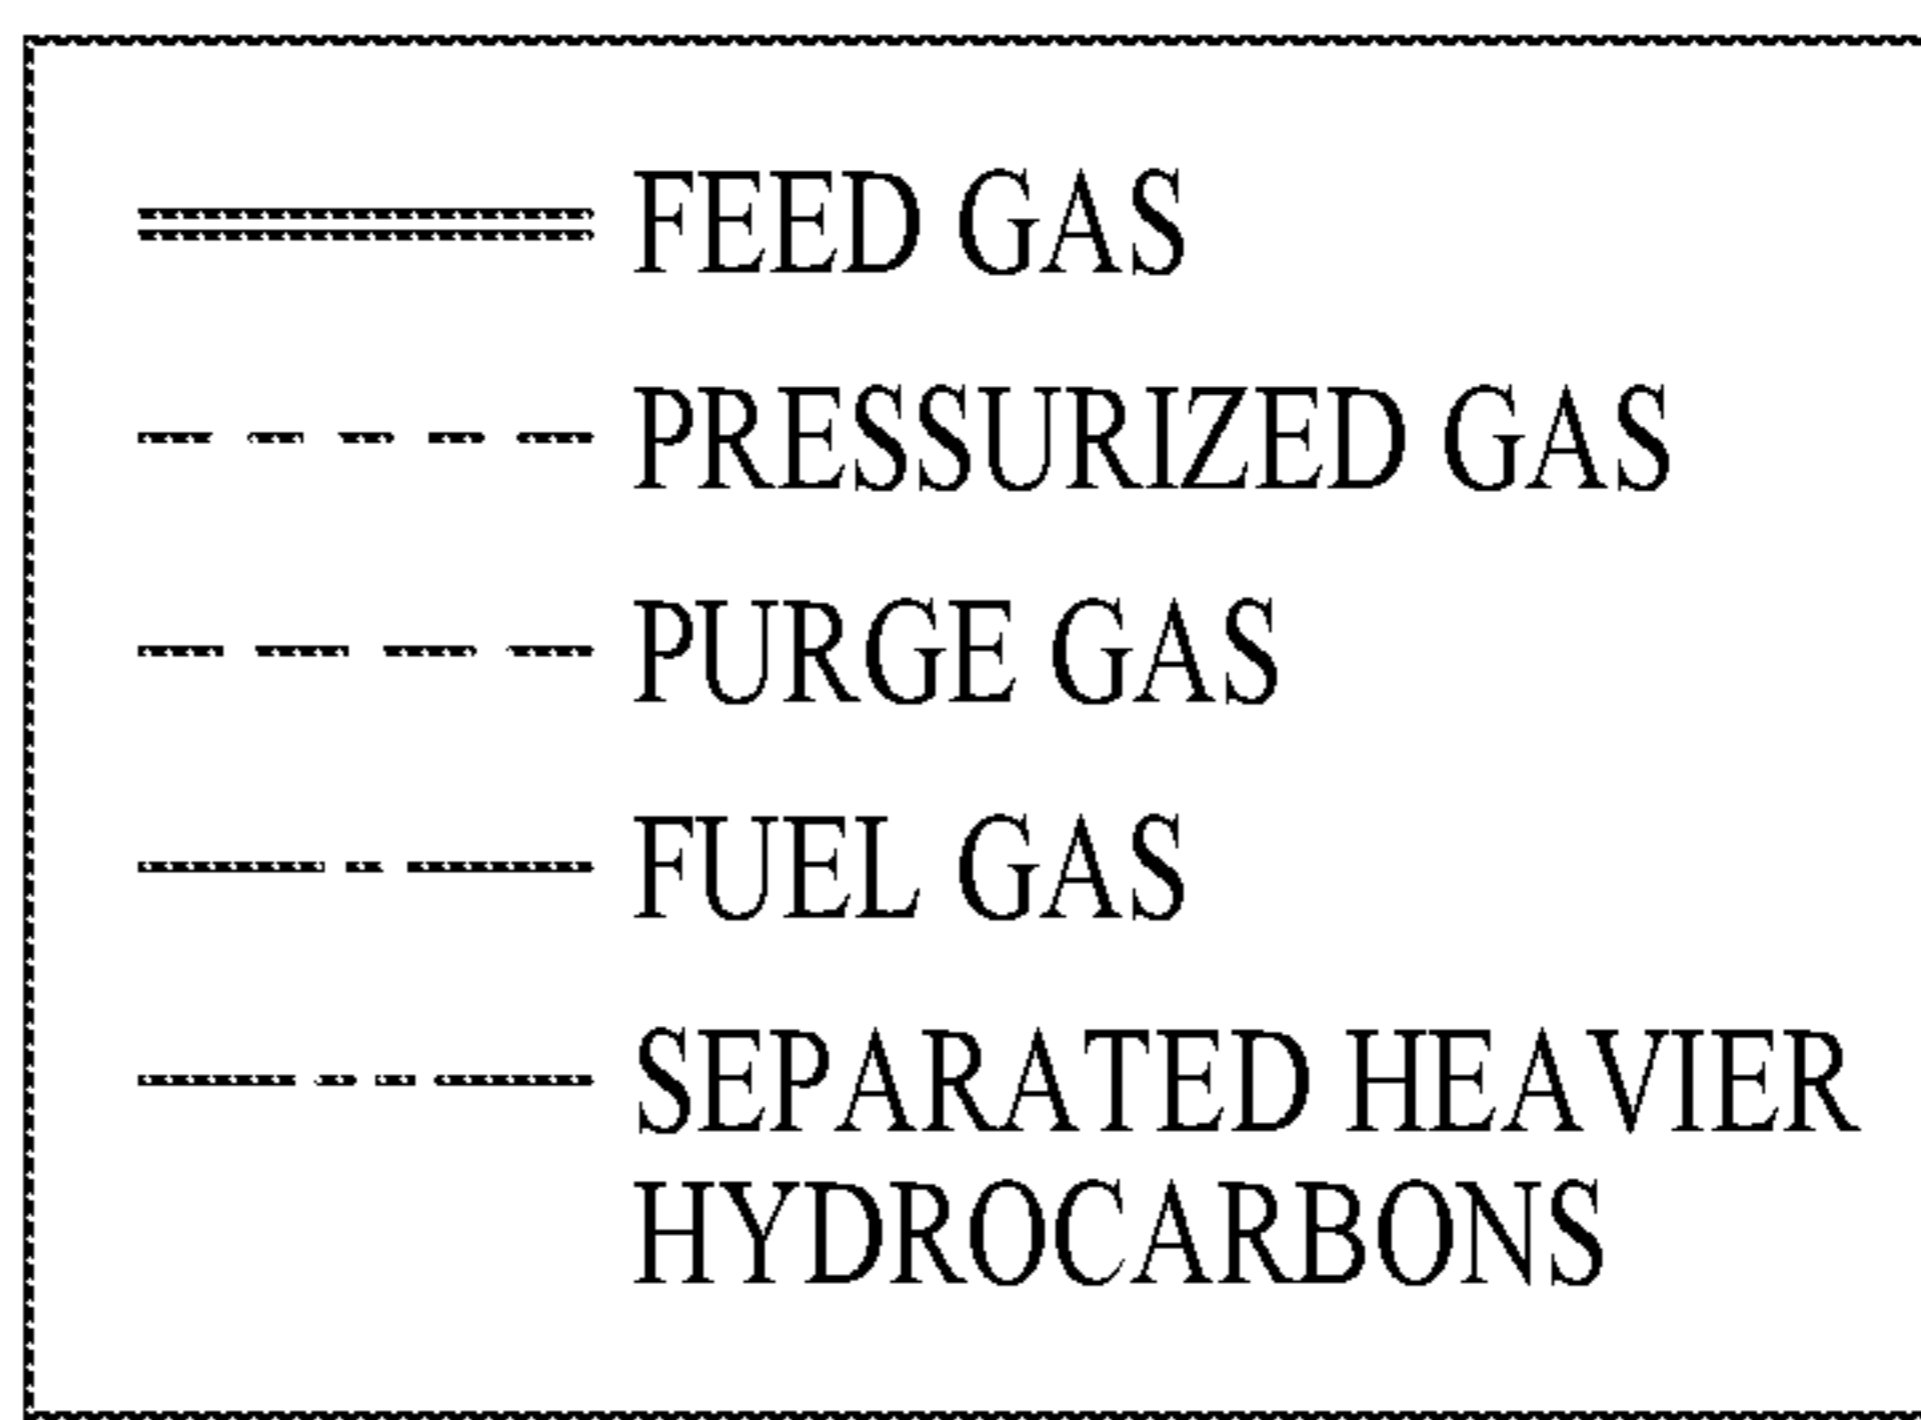 FEED GAS
PRESSURIZED GAS
PURGE GAS
FUEL GAS
SEPARATED HEAVIER
HYDROCARBONS